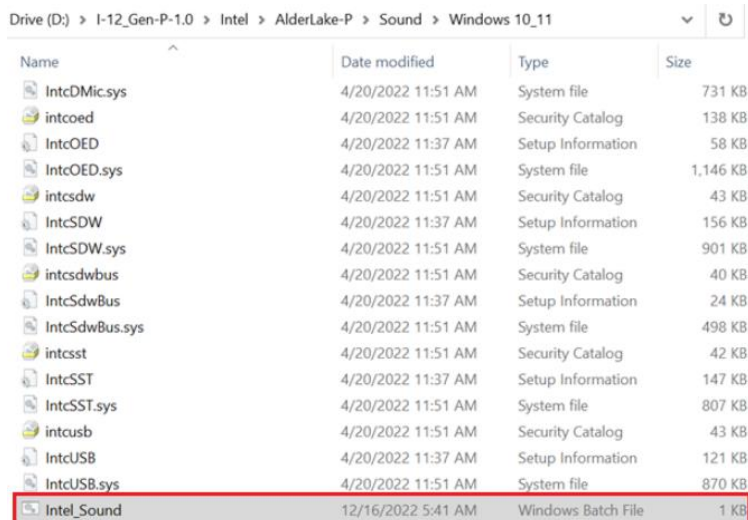 Drive (D:) > I-12_Gen-P-1.0 > Intel > AlderLake-P > Sound > Windows 10_11
Name Date modified Type Size
IntcDMic.sys 4/20/2022 11:51 AM System file 731 KB
intcoed 4/20/2022 11:51 AM Security Catalog 138 KB
IntcOED 4/20/2022 11:37 AM Setup Information 58 KB
IntcOED.sys 4/20/2022 11:51 AM System file 1,146 KB
intcsdw 4/20/2022 11:51 AM Security Catalog 43 KB
IntcSDW 4/20/2022 11:37 AM Setup Information 156 KB
IntcSDW.sys 4/20/2022 11:51 AM System file 901 KB
intcsdwbus 4/20/2022 11:51 AM Security Catalog 40 KB
IntcSdwBus 4/20/2022 11:37 AM Setup Information 24 KB
IntcSdwBus.sys 4/20/2022 11:51 AM System file 498 KB
intcsst 4/20/2022 11:51 AM Security Catalog 42 KB
IntcSST 4/20/2022 11:37 AM Setup Information 147 KB
IntcSST.sys 4/20/2022 11:51 AM System file 807 KB
intcusb 4/20/2022 11:51 AM Security Catalog 43 KB
IntcUSB 4/20/2022 11:37 AM Setup Information 121 KB
IntcUSB.sys 4/20/2022 11:51 AM System file 870 KB
Intel_Sound 12/16/2022 5:41 AM Windows Batch File 1 KB